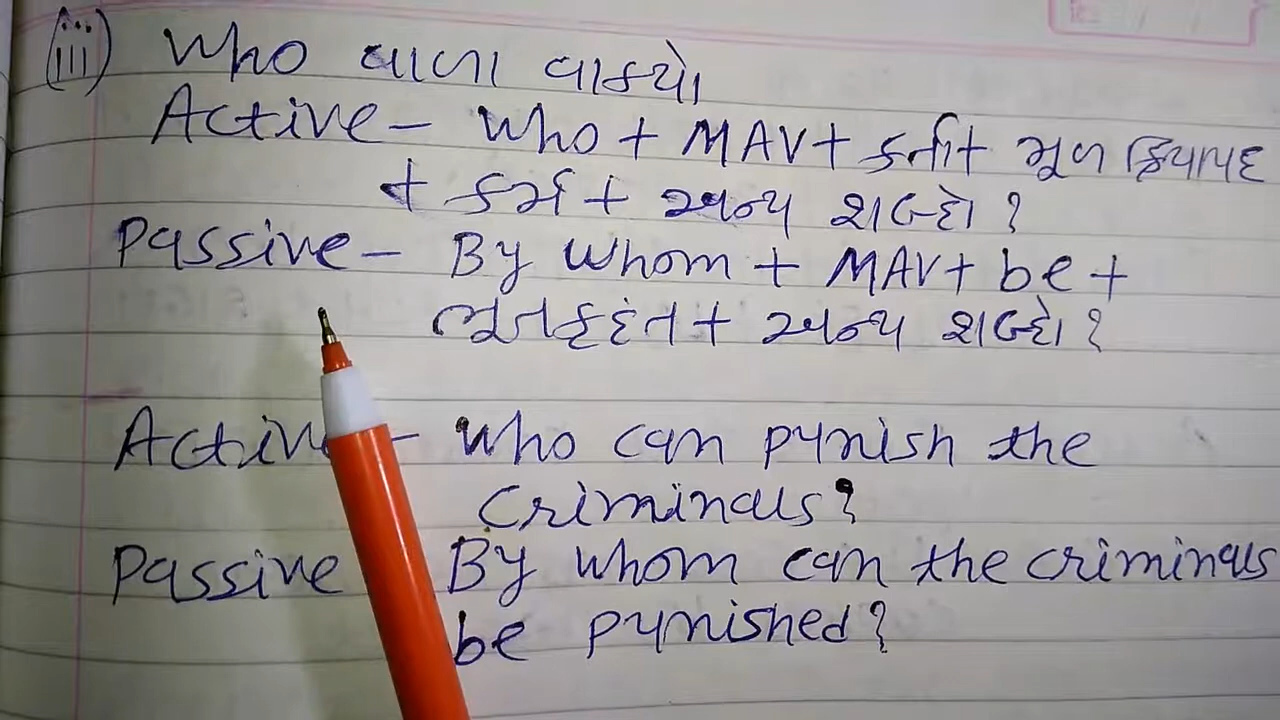 (iii) Who વાળા વાક્યો
Active – Who + MAV + કર્તા + મૂળ ક્રિયાપદ
+ કર્મ + અન્ય શબ્દો ?
Passive – By whom + MAV + be +
ભૂતકૃદંત + અન્ય શબ્દો ?
Active – Who can punish the
criminals?
Passive By whom can the criminals
be punished?